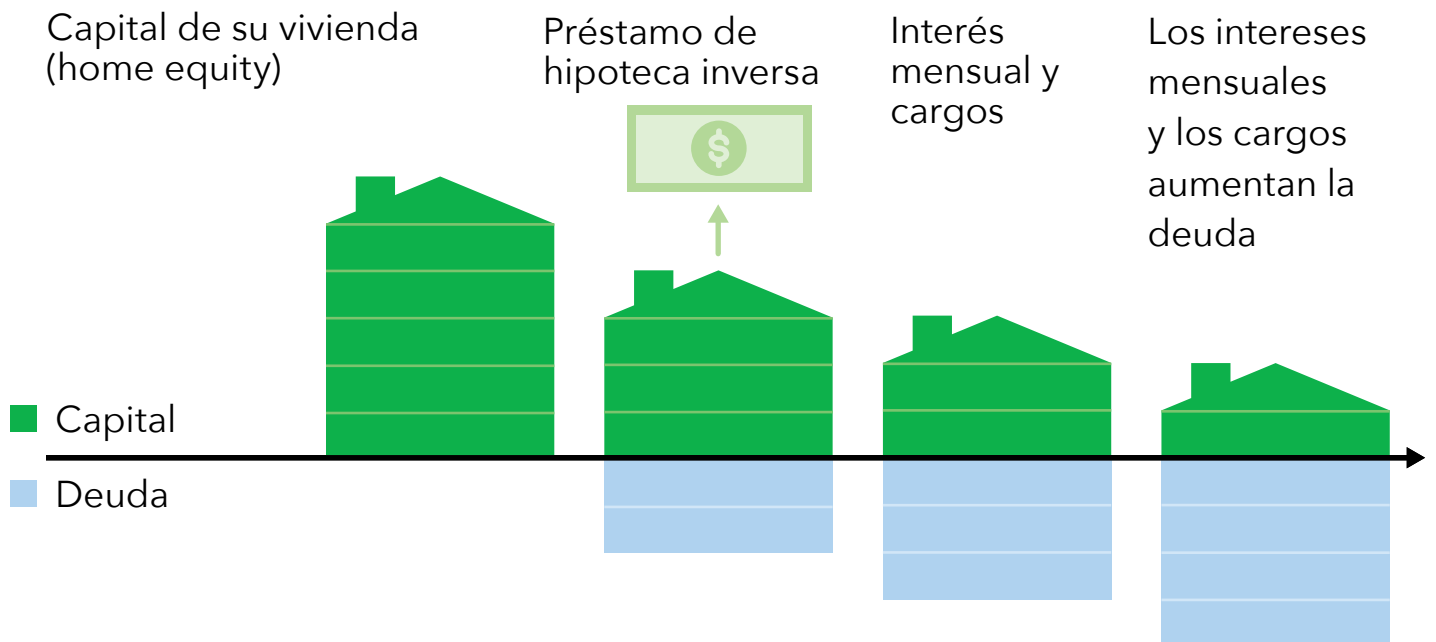 Capital de su vivienda
(home equity)
Préstamo de
hipoteca inversa
$
Interés
mensual y
cargos
Los intereses
mensuales
y los cargos
aumentan la
deuda
Capital
Deuda